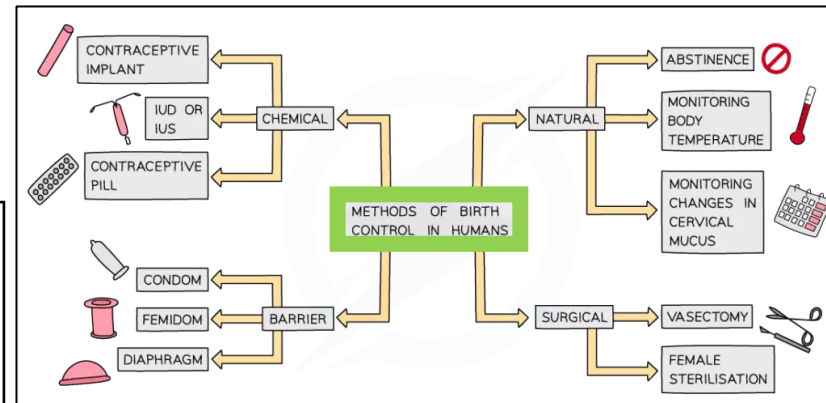 METHODS OF BIRTH
CONTROL IN HUMANS
CHEMICAL
CONTRACEPTIVE
IMPLANT
IUD OR
IUS
CONTRACEPTIVE
PILL
BARRIER
CONDOM
FEMIDOM
DIAPHRAGM
NATURAL
ABSTINENCE
MONITORING
BODY
TEMPERATURE
MONITORING
CHANGES IN
CERVICAL
MUCUS
SURGICAL
VASECTOMY
FEMALE
STERILISATION